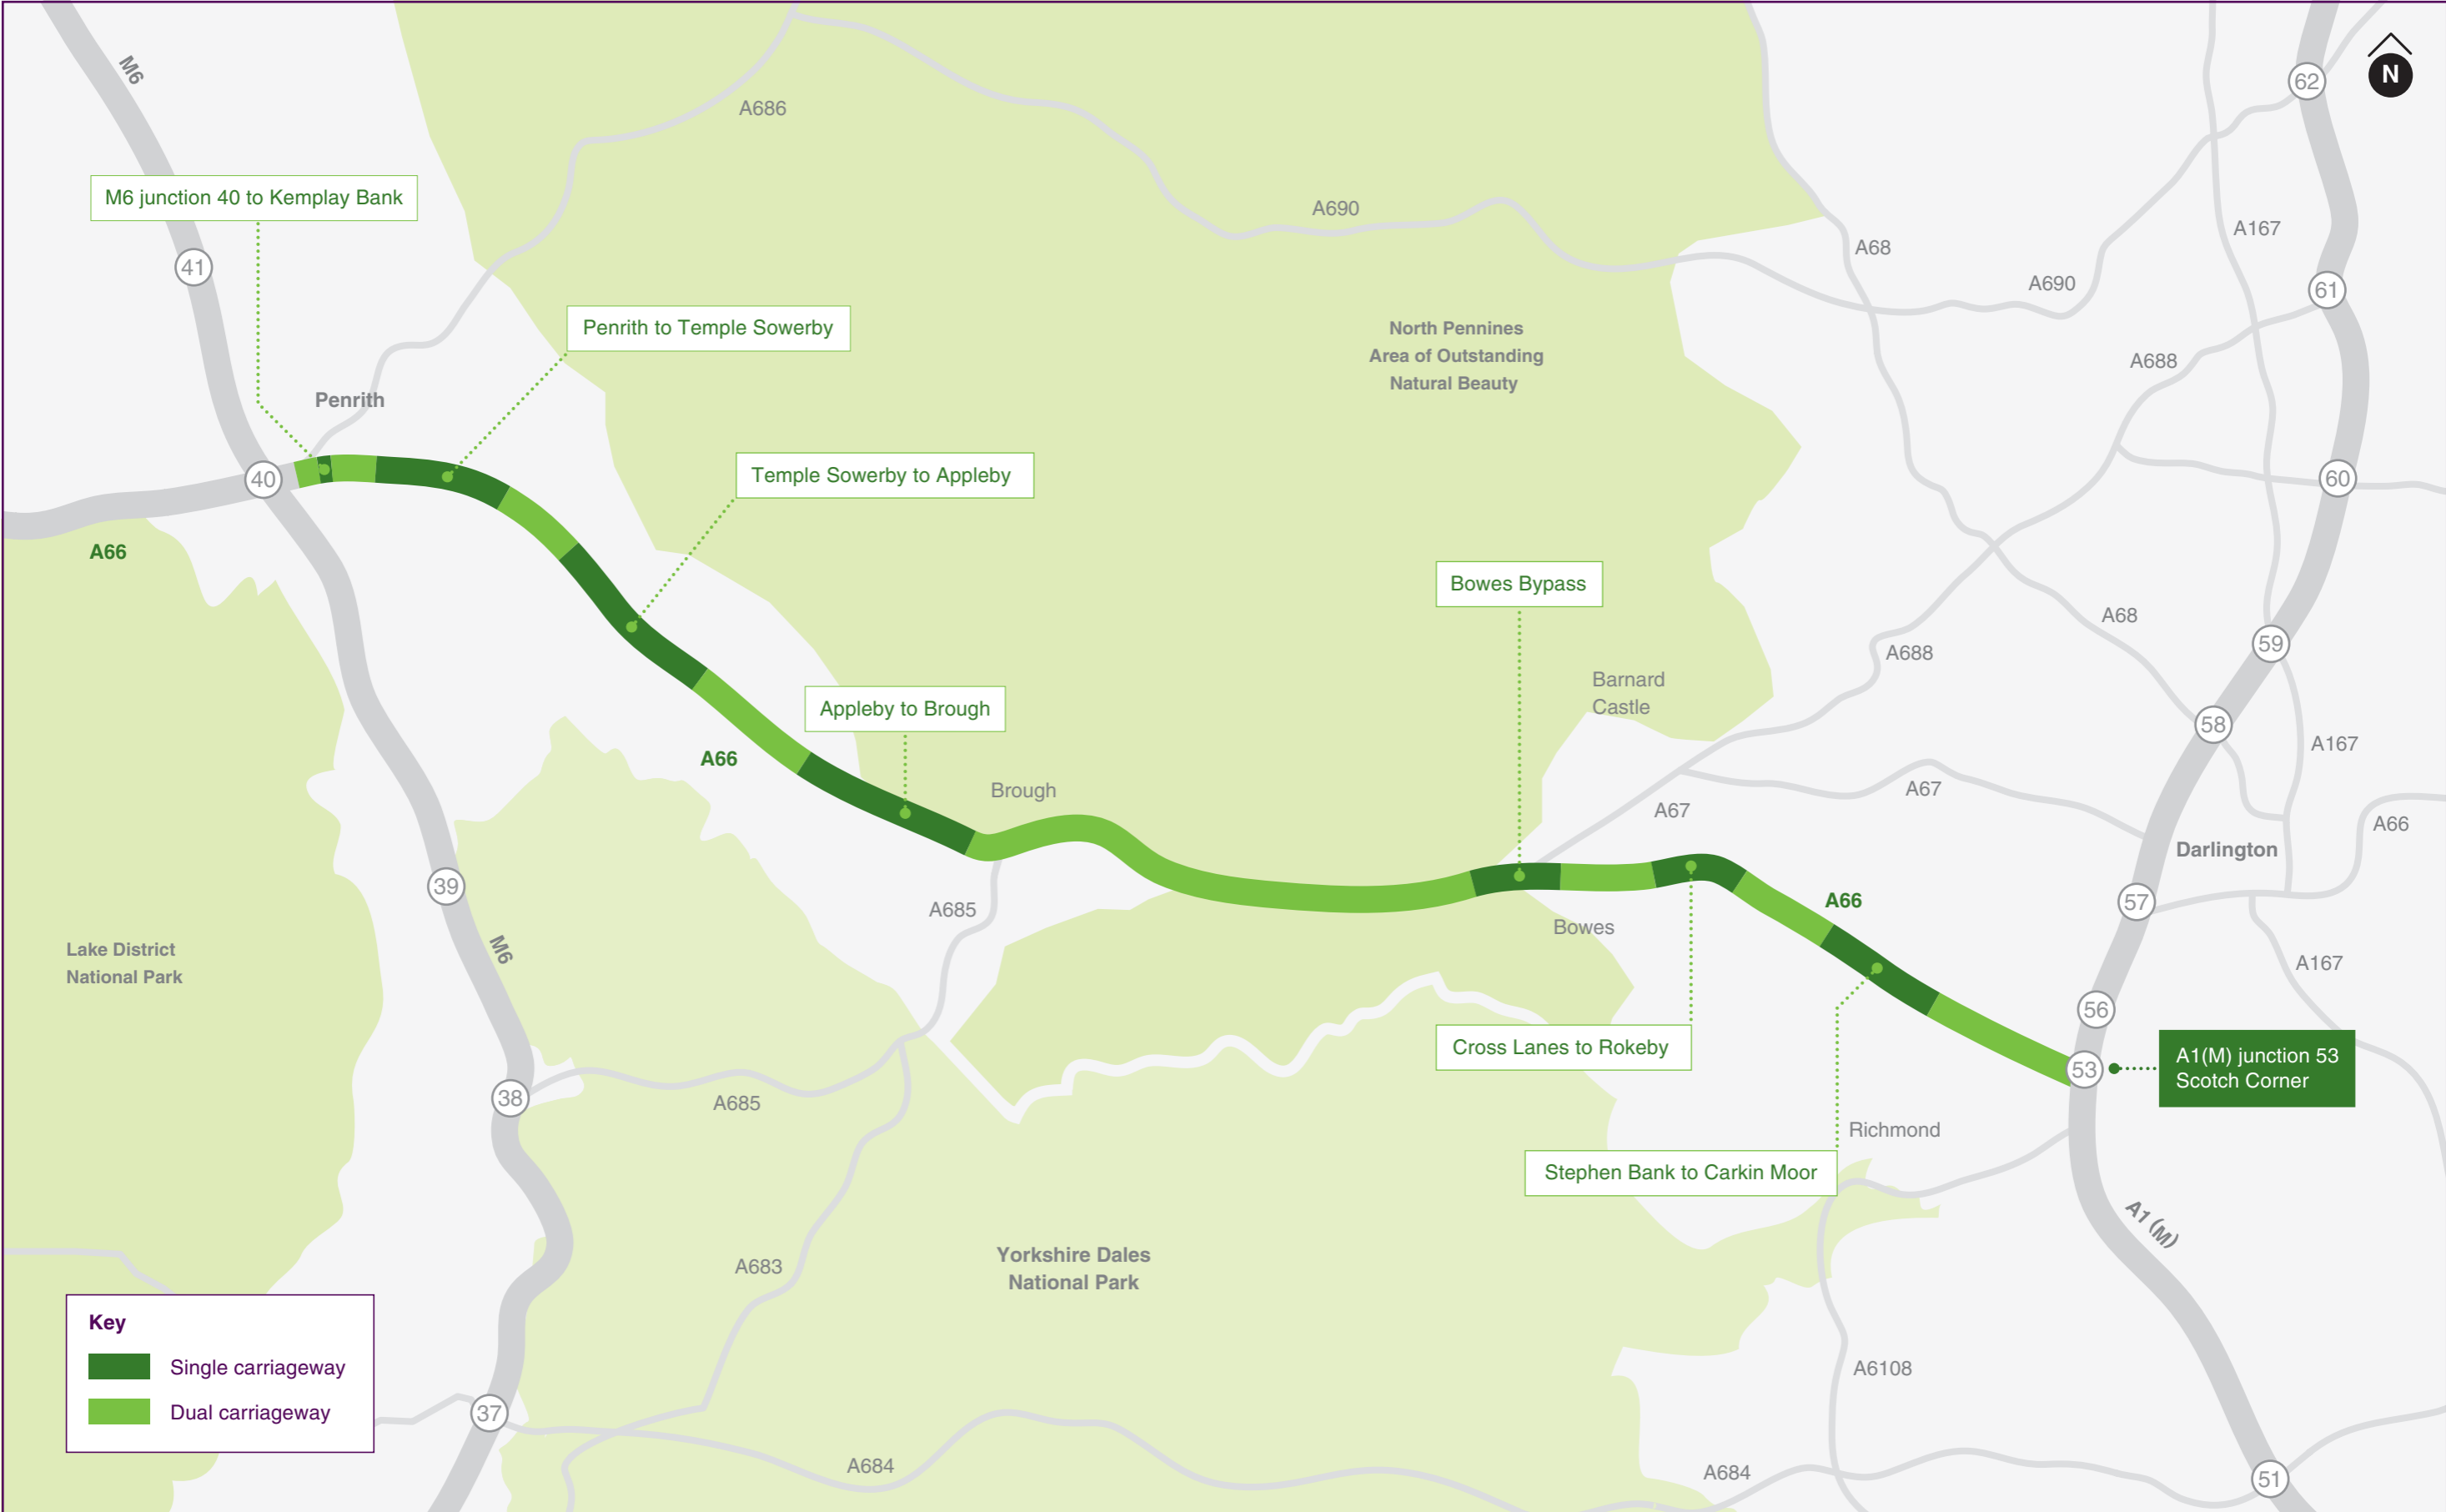 M6
N
62
A686
M6 junction 40 to Kemplay Bank
A690
A167
A68
41
A690
61
Penrith to Temple Sowerby
North Pennines
Area of Outstanding
Natural Beauty
A688
Penrith
40
Temple Sowerby to Appleby
60
A66
Bowes Bypass
A68
59
A688
Barnard
Castle
Appleby to Brough
58
A167
A66
Brough
A67
A67
A66
Darlington
39
A66
57
A685
Bowes
M6
Lake District
National Park
A167
56
Cross Lanes to Rokeby
A1(M) junction 53
Scotch Corner
53
38
A685
Richmond
Stephen Bank to Carkin Moor
A1 (M)
Yorkshire Dales
National Park
A683
Key
Single carriageway
Dual carriageway
A6108
37
A684
A684
51